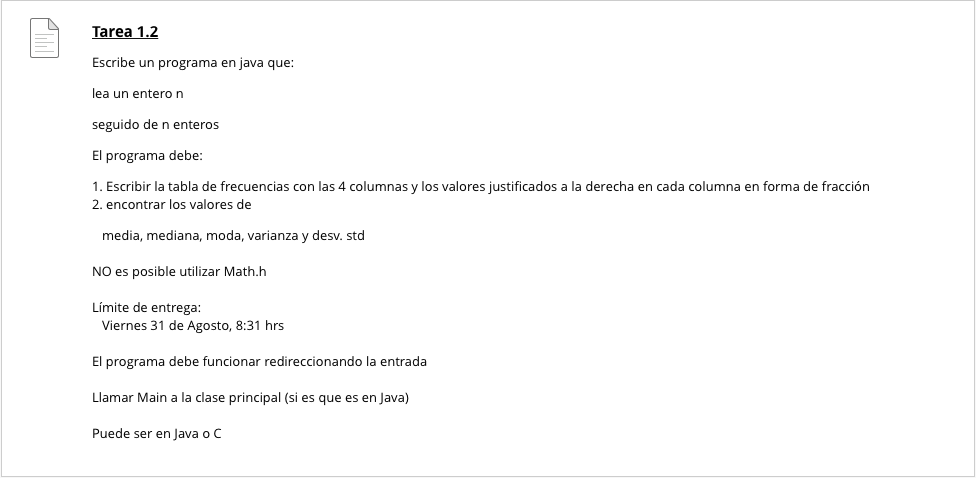 Tarea 1.2
Escribe un programa en java que:
lea un entero n
seguido de n enteros
El programa debe:
1. Escribir la tabla de frecuencias con las 4 columnas y los valores justificados a la derecha en cada columna en forma de fracción
2. encontrar los valores de
media, mediana, moda, varianza y desv. std
NO es posible utilizar Math.h
Límite de entrega:
Viernes 31 de Agosto, 8:31 hrs
El programa debe funcionar redireccionando la entrada
Llamar Main a la clase principal (si es que es en Java)
Puede ser en Java o C